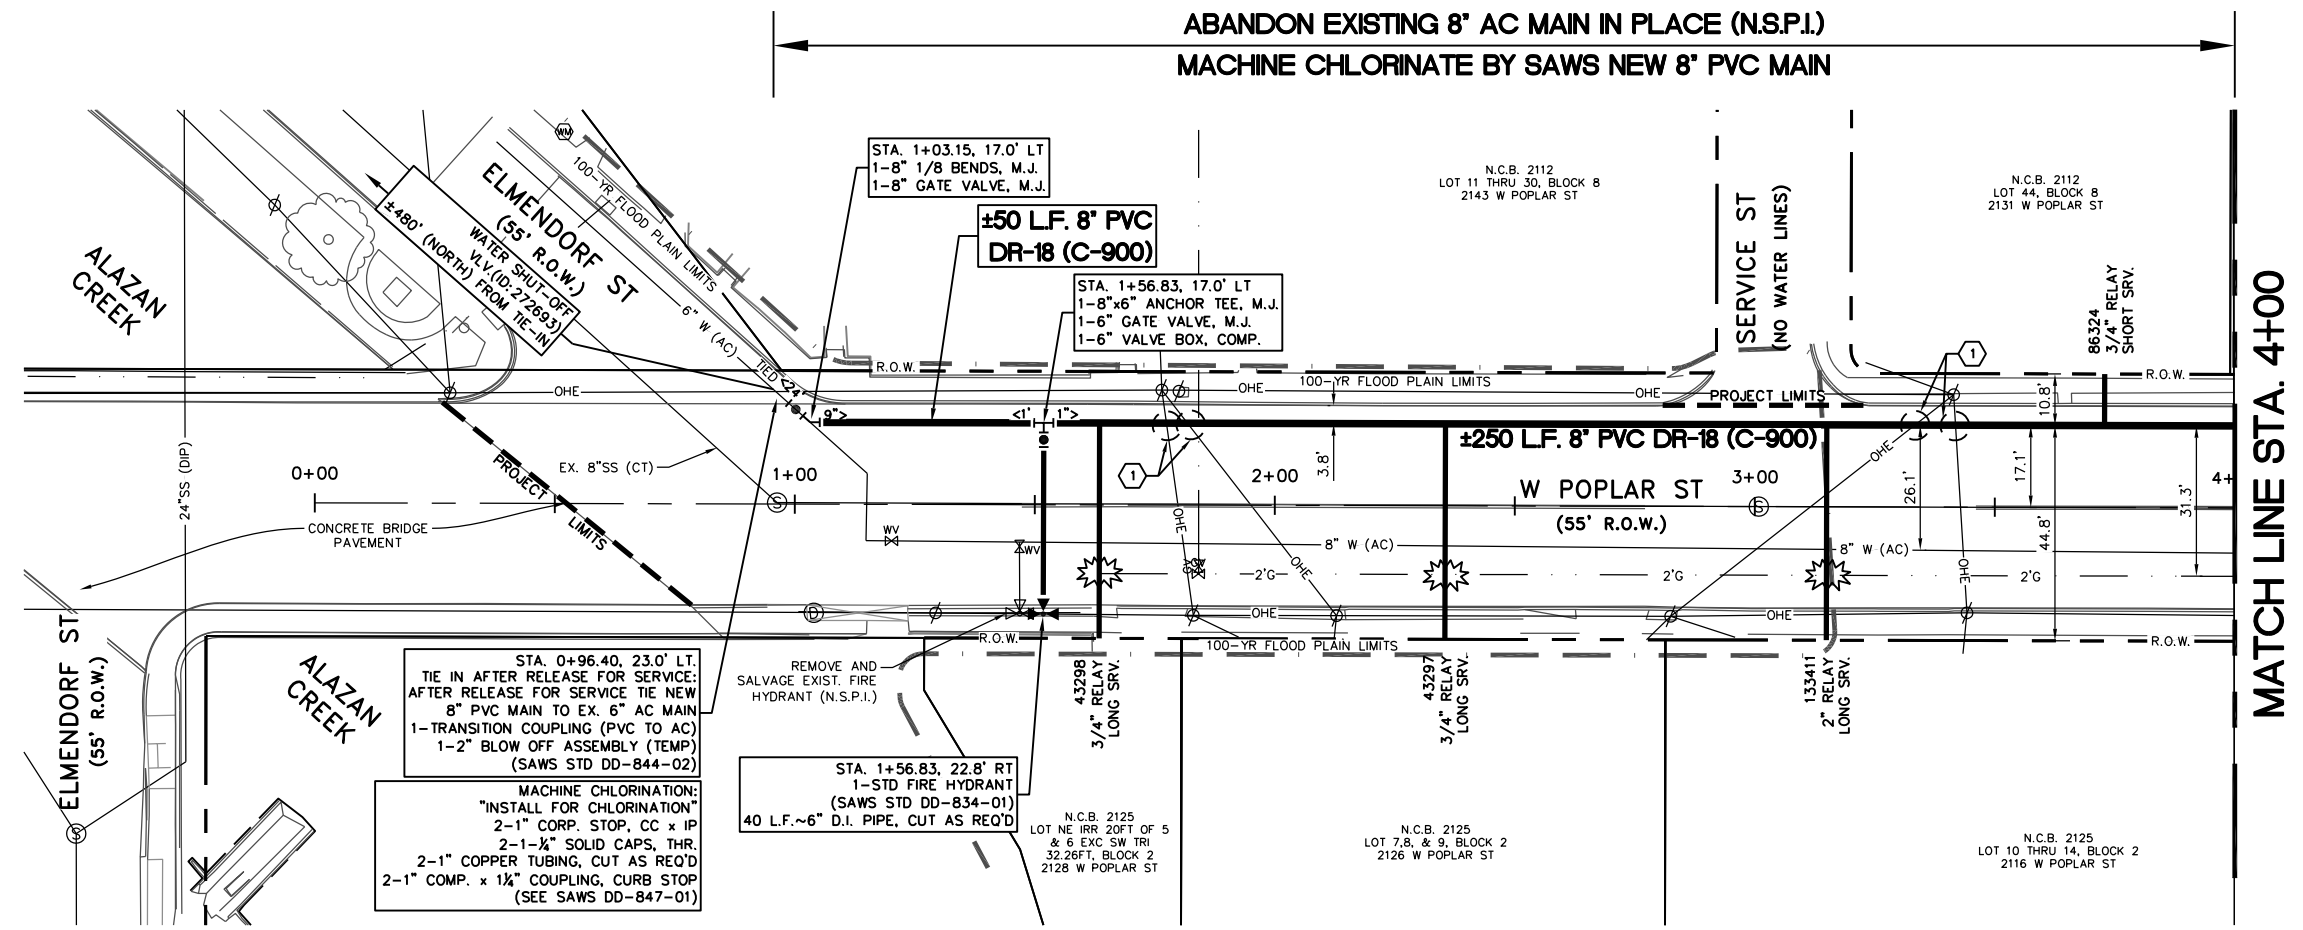 ABANDON EXISTING 8" AC MAIN IN PLACE (N.S.P.I.)
MACHINE CHLORINATE BY SAWS NEW 8" PVC MAIN
WM
100-YR FLOOD PLAIN LIMITS
ELMENDORF ST
(55' R.O.W.)
±480' (NORTH) FROM TIE-IN
WATER SHUT-OFF
VLV.(ID:272693)
ALAZAN
CREEK
6" W (AC)
TIED <24'
STA. 1+03.15, 17.0' LT
1-8" 1/8 BENDS, M.J.
1-8" GATE VALVE, M.J.
±50 L.F. 8" PVC
DR-18 (C-900)
STA. 1+56.83, 17.0' LT
1-8"x6" ANCHOR TEE, M.J.
1-6" GATE VALVE, M.J.
1-6" VALVE BOX, COMP.
N.C.B. 2112
LOT 11 THRU 30, BLOCK 8
2143 W POPLAR ST
SERVICE ST
(NO WATER LINES)
N.C.B. 2112
LOT 44, BLOCK 8
2131 W POPLAR ST
86324
3/4" RELAY
SHORT SRV.
MATCH LINE STA. 4+00
R.O.W.
R.O.W.
OHE
OHE
100-YR FLOOD PLAIN LIMITS
OHE
PROJECT LIMITS
1
10.8'
9">
<1'
1">
±250 L.F. 8" PVC DR-18 (C-900)
OHE
24"SS (DIP)
PROJECT
LIMITS
EX. 8"SS (CT)
0+00
1+00
2+00
3+00
4+
1
3.8'
W POPLAR ST
(55' R.O.W.)
26.1'
17.1'
44.8'
31.3'
S
CONCRETE BRIDGE
PAVEMENT
WV
WV
OHE
OHE
8" W (AC)
8" W (AC)
2"G
2"G
2"G
OHE
D
OHE
OHE
R.O.W.
R.O.W.
100-YR FLOOD PLAIN LIMITS
ELMENDORF ST
(55' R.O.W.)
ALAZAN
CREEK
STA. 0+96.40, 23.0' LT.
TIE IN AFTER RELEASE FOR SERVICE:
AFTER RELEASE FOR SERVICE TIE NEW
8" PVC MAIN TO EX. 6" AC MAIN
1-TRANSITION COUPLING (PVC TO AC)
1-2" BLOW OFF ASSEMBLY (TEMP)
(SAWS STD DD-844-02)
REMOVE AND
SALVAGE EXIST. FIRE
HYDRANT (N.S.P.I.)
43298
3/4" RELAY
LONG SRV.
43297
3/4" RELAY
LONG SRV.
133411
2" RELAY
LONG SRV.
MACHINE CHLORINATION:
"INSTALL FOR CHLORINATION"
2-1" CORP. STOP, CC x IP
2-1-¼" SOLID CAPS, THR.
2-1" COPPER TUBING, CUT AS REQ'D
2-1" COMP. x 1¼" COUPLING, CURB STOP
(SEE SAWS DD-847-01)
STA. 1+56.83, 22.8' RT
1-STD FIRE HYDRANT
(SAWS STD DD-834-01)
40 L.F.~6" D.I. PIPE, CUT AS REQ'D
N.C.B. 2125
LOT NE IRR 20FT OF 5
& 6 EXC SW TRI
32.26FT, BLOCK 2
2128 W POPLAR ST
N.C.B. 2125
LOT 7,8, & 9, BLOCK 2
2126 W POPLAR ST
N.C.B. 2125
LOT 10 THRU 14, BLOCK 2
2116 W POPLAR ST
S